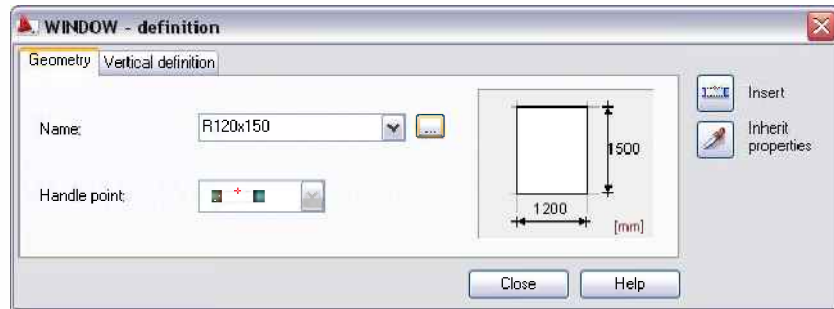 WINDOW - definition
Geometry
Vertical definition
Name:
R120x150
...
Handle point:
1500
1200
[mm]
Insert
Inherit
properties
Close
Help